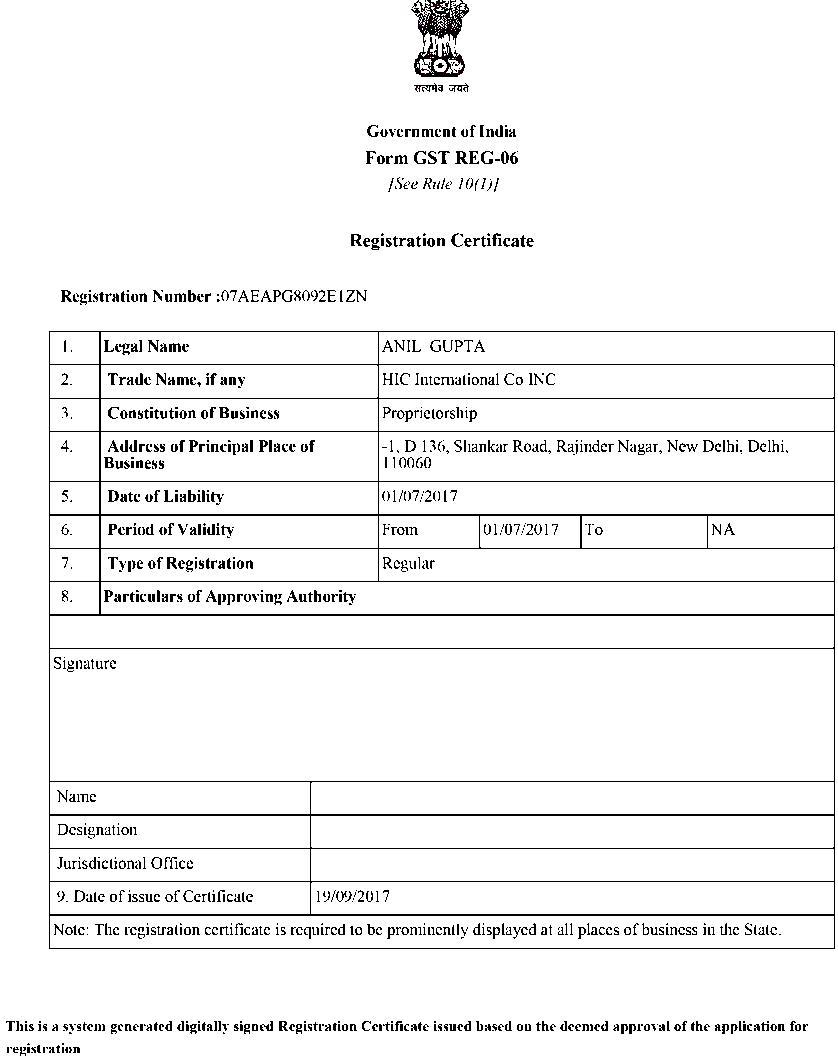 सत्यमेव जयते
Government of India
Form GST REG-06
[See Rule 10(1)]
Registration Certificate
Registration Number :07AEAPG8092E1ZN
1. Legal Name ANIL GUPTA
2. Trade Name, if any HIC International Co INC
3. Constitution of Business Proprietorship
4. Address of Principal Place of -1, D 136, Shankar Road, Rajinder Nagar, New Delhi, Delhi,
Business 110060
5. Date of Liability 01/07/2017
6. Period of Validity From 01/07/2017 To NA
7. Type of Registration Regular
8. Particulars of Approving Authority
Signature
Name
Designation
Jurisdictional Office
9. Date of issue of Certificate 19/09/2017
Note: The registration certificate is required to be prominently displayed at all places of business in the State.
This is a system generated digitally signed Registration Certificate issued based on the deemed approval of the application for
registration